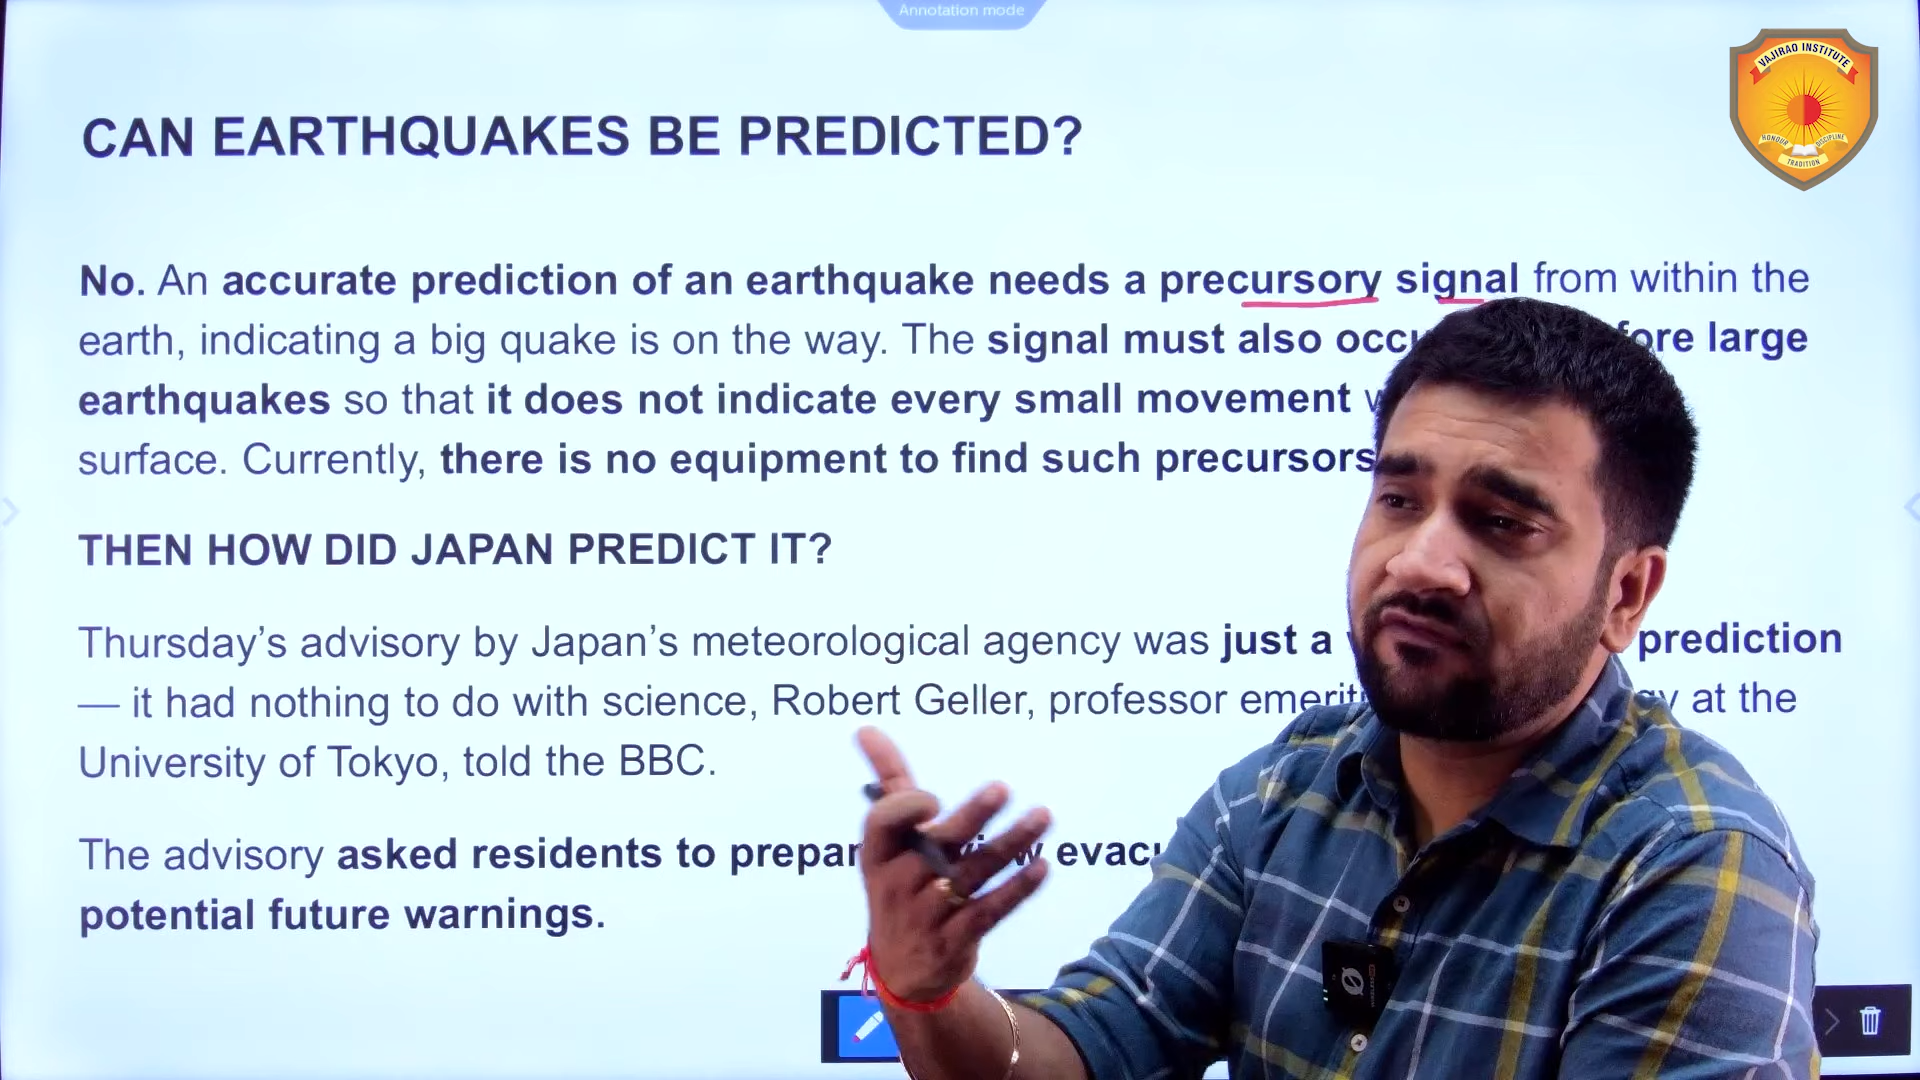 Annotation mode
VAJIRAO INSTITUTE
HONOUR DISCIPLINE
TRADITION
CAN EARTHQUAKES BE PREDICTED?
No. An accurate prediction of an earthquake needs a precursory signal from within the
earth, indicating a big quake is on the way. The signal must also large
earthquakes so that it does not indicate every small movement
surface. Currently, there is no equipment to find such precursors
THEN HOW DID JAPAN PREDICT IT?
Thursday's advisory by Japan's meteorological agency was just a prediction
— it had nothing to do with science, Robert Geller, professor at the
University of Tokyo, told the BBC.
The advisory asked residents to
potential future warnings.